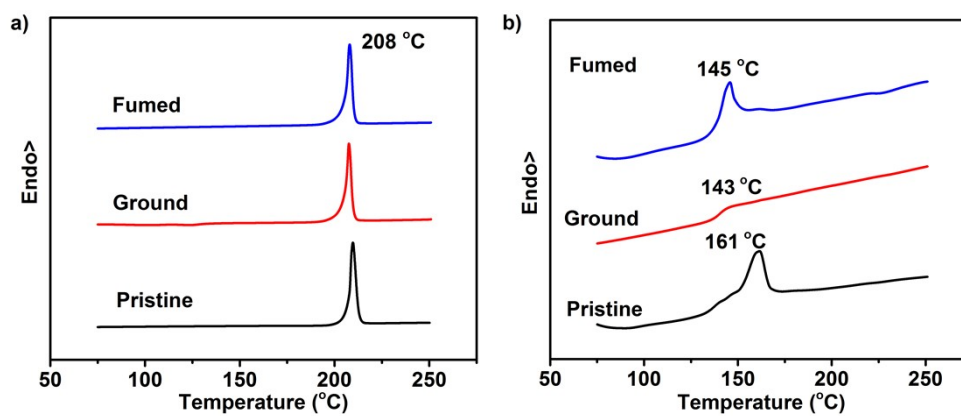 a)
208 °C
Fumed
Ground
Pristine
Endo>
50
100
150
200
250
Temperature (°C)
b)
Fumed
145 °C
143 °C
Ground
161 °C
Pristine
Endo>
50
100
150
200
250
Temperature (°C)